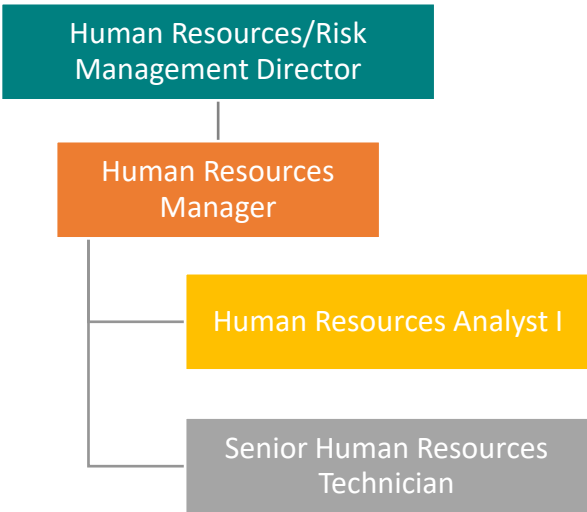 Human Resources/Risk
Management Director
Human Resources
Manager
Human Resources Analyst I
Senior Human Resources
Technician